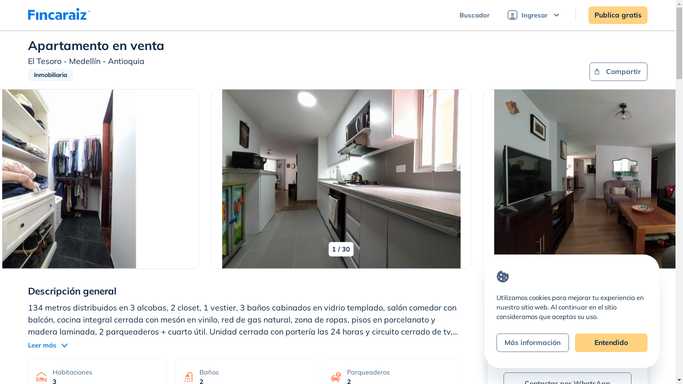 Fincaraiz
Buscador
Ingresar
Publica gratis
Apartamento en venta
El Tesoro - Medellín - Antioquia
Inmobiliaria
Compartir
1 / 30
Descripción general
134 metros distribuidos en 3 alcobas, 2 closet, 1 vestier, 3 baños cabinados en vidrio templado, salón comedor con
balcón, cocina integral cerrada con mesón en vinilo, red de gas natural, zona de ropas, pisos en porcelanato y
madera laminada, 2 parqueaderos + cuarto útil. Unidad cerrada con portería las 24 horas y circuito cerrado de tv,...
Leer más
Habitaciones
3
Baños
2
Parqueaderos
2
Utilizamos cookies para mejorar tu experiencia en
nuestro sitio web. Al continuar en el sitio
consideramos que aceptas su uso.
Más información
Entendido
Contactar por WhatsApp